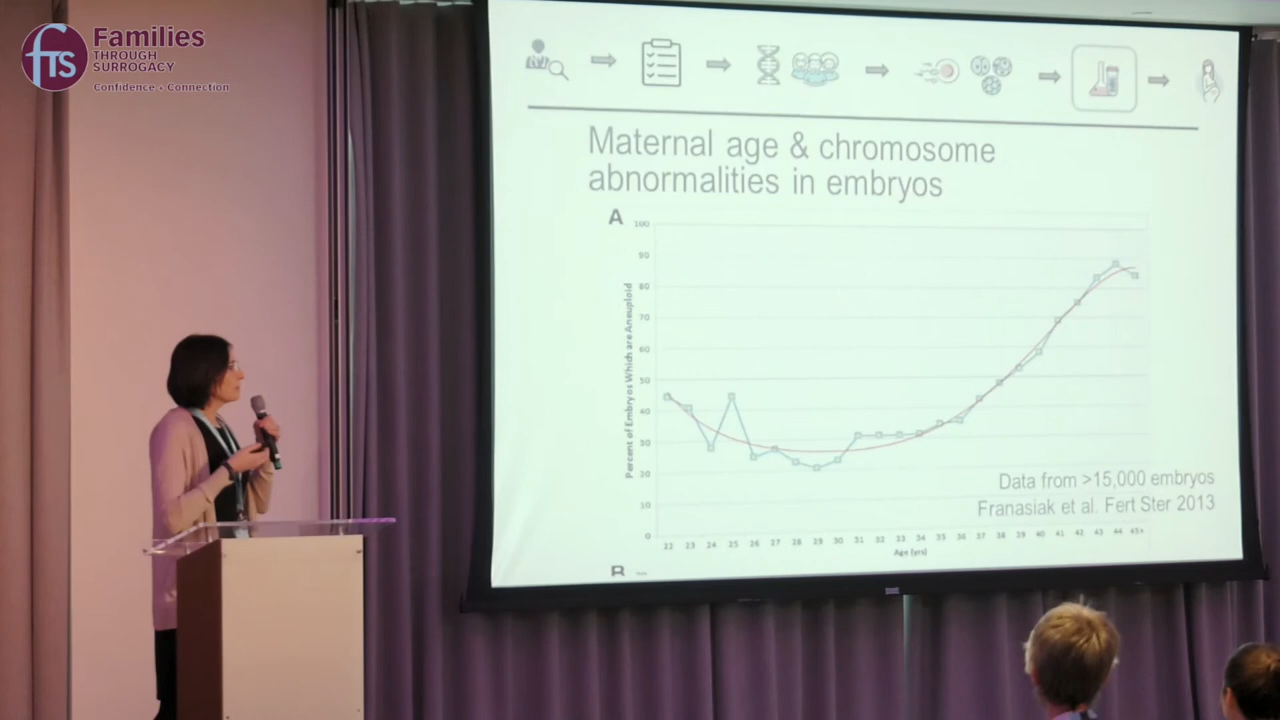 fTS
Families
THROUGH
SURROGACY
Confidence + Connection
Maternal age & chromosome
abnormalities in embryos
A
100
90
80
70
60
50
40
30
20
10
0
Percent of Embryos Which are Aneuploid
22 23 24 25 26 27 28 29 30 31 32 33 34 35 36 37 38 39 40 41 42 43 44 45+
Age (yrs)
Data from >15,000 embryos
Franasiak et al. Fert Ster 2013
B